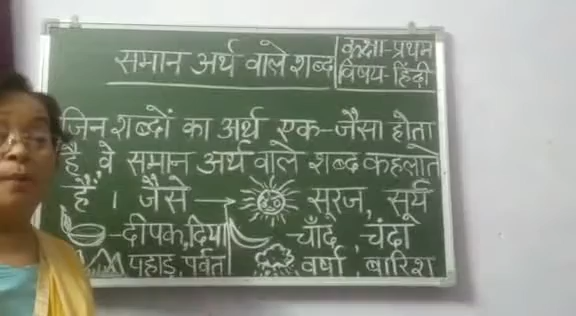 समान अर्थ वाले शब्द
कक्षा-प्रथम
विषय-हिंदी
जिन शब्दों का अर्थ एक-जैसा होता
है, वे समान अर्थ वाले शब्द कहलाते
हैं। जैसे → सूरज, सूर्य
-दीपक,दिया -चाँद, चंदा
पहाड़, पर्वत वर्षा, बारिश